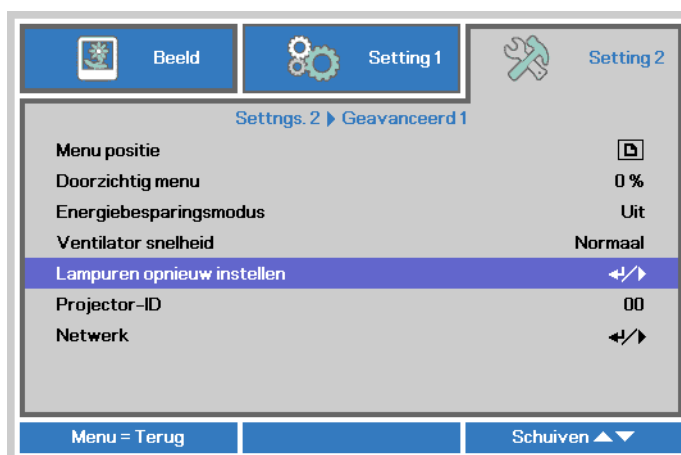 Beeld
Setting 1
Setting 2
Settngs. 2 ▶ Geavanceerd 1
Menu positie
Doorzichtig menu 0 %
Energiebesparingsmodus Uit
Ventilator snelheid Normaal
Lampuren opnieuw instellen ↵/▶
Projector-ID 00
Netwerk ↵/▶
Menu = Terug
Schuiven ▲▼